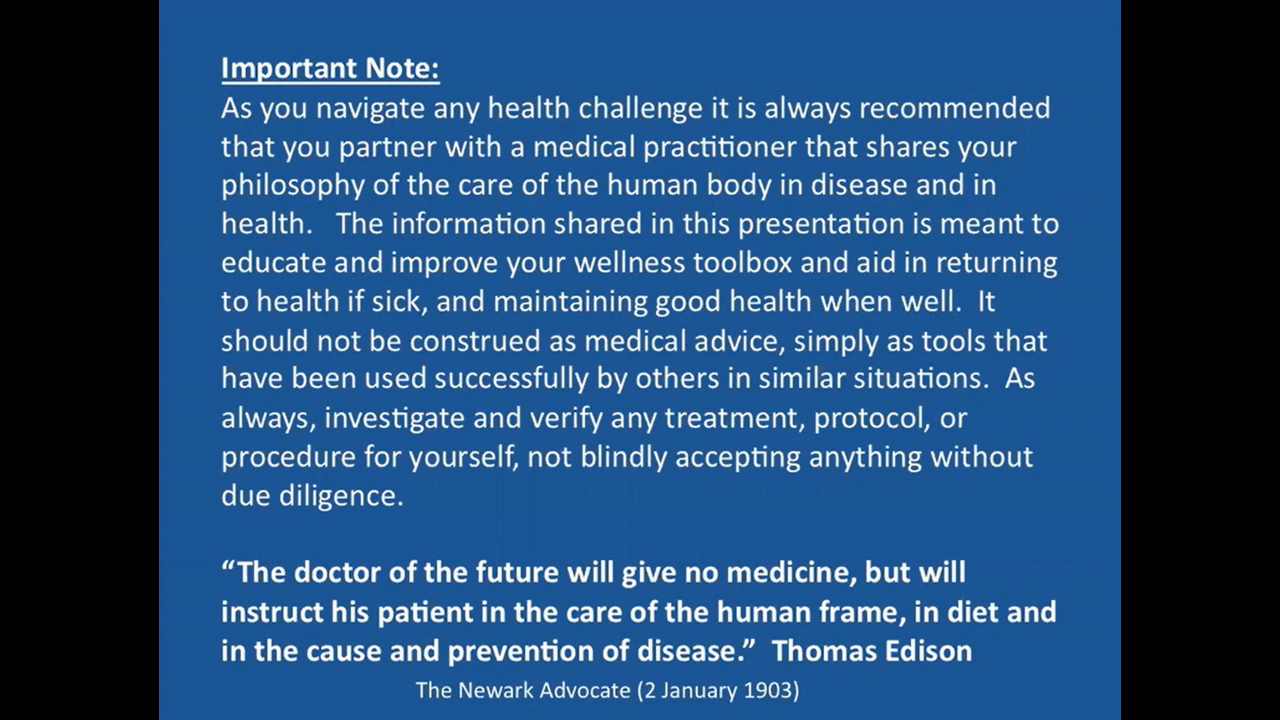 Important Note:
As you navigate any health challenge it is always recommended
that you partner with a medical practitioner that shares your
philosophy of the care of the human body in disease and in
health.   The information shared in this presentation is meant to
educate and improve your wellness toolbox and aid in returning
to health if sick, and maintaining good health when well.  It
should not be construed as medical advice, simply as tools that
have been used successfully by others in similar situations.  As
always, investigate and verify any treatment, protocol, or
procedure for yourself, not blindly accepting anything without
due diligence.
“The doctor of the future will give no medicine, but will
instruct his patient in the care of the human frame, in diet and
in the cause and prevention of disease.”  Thomas Edison
The Newark Advocate (2 January 1903)